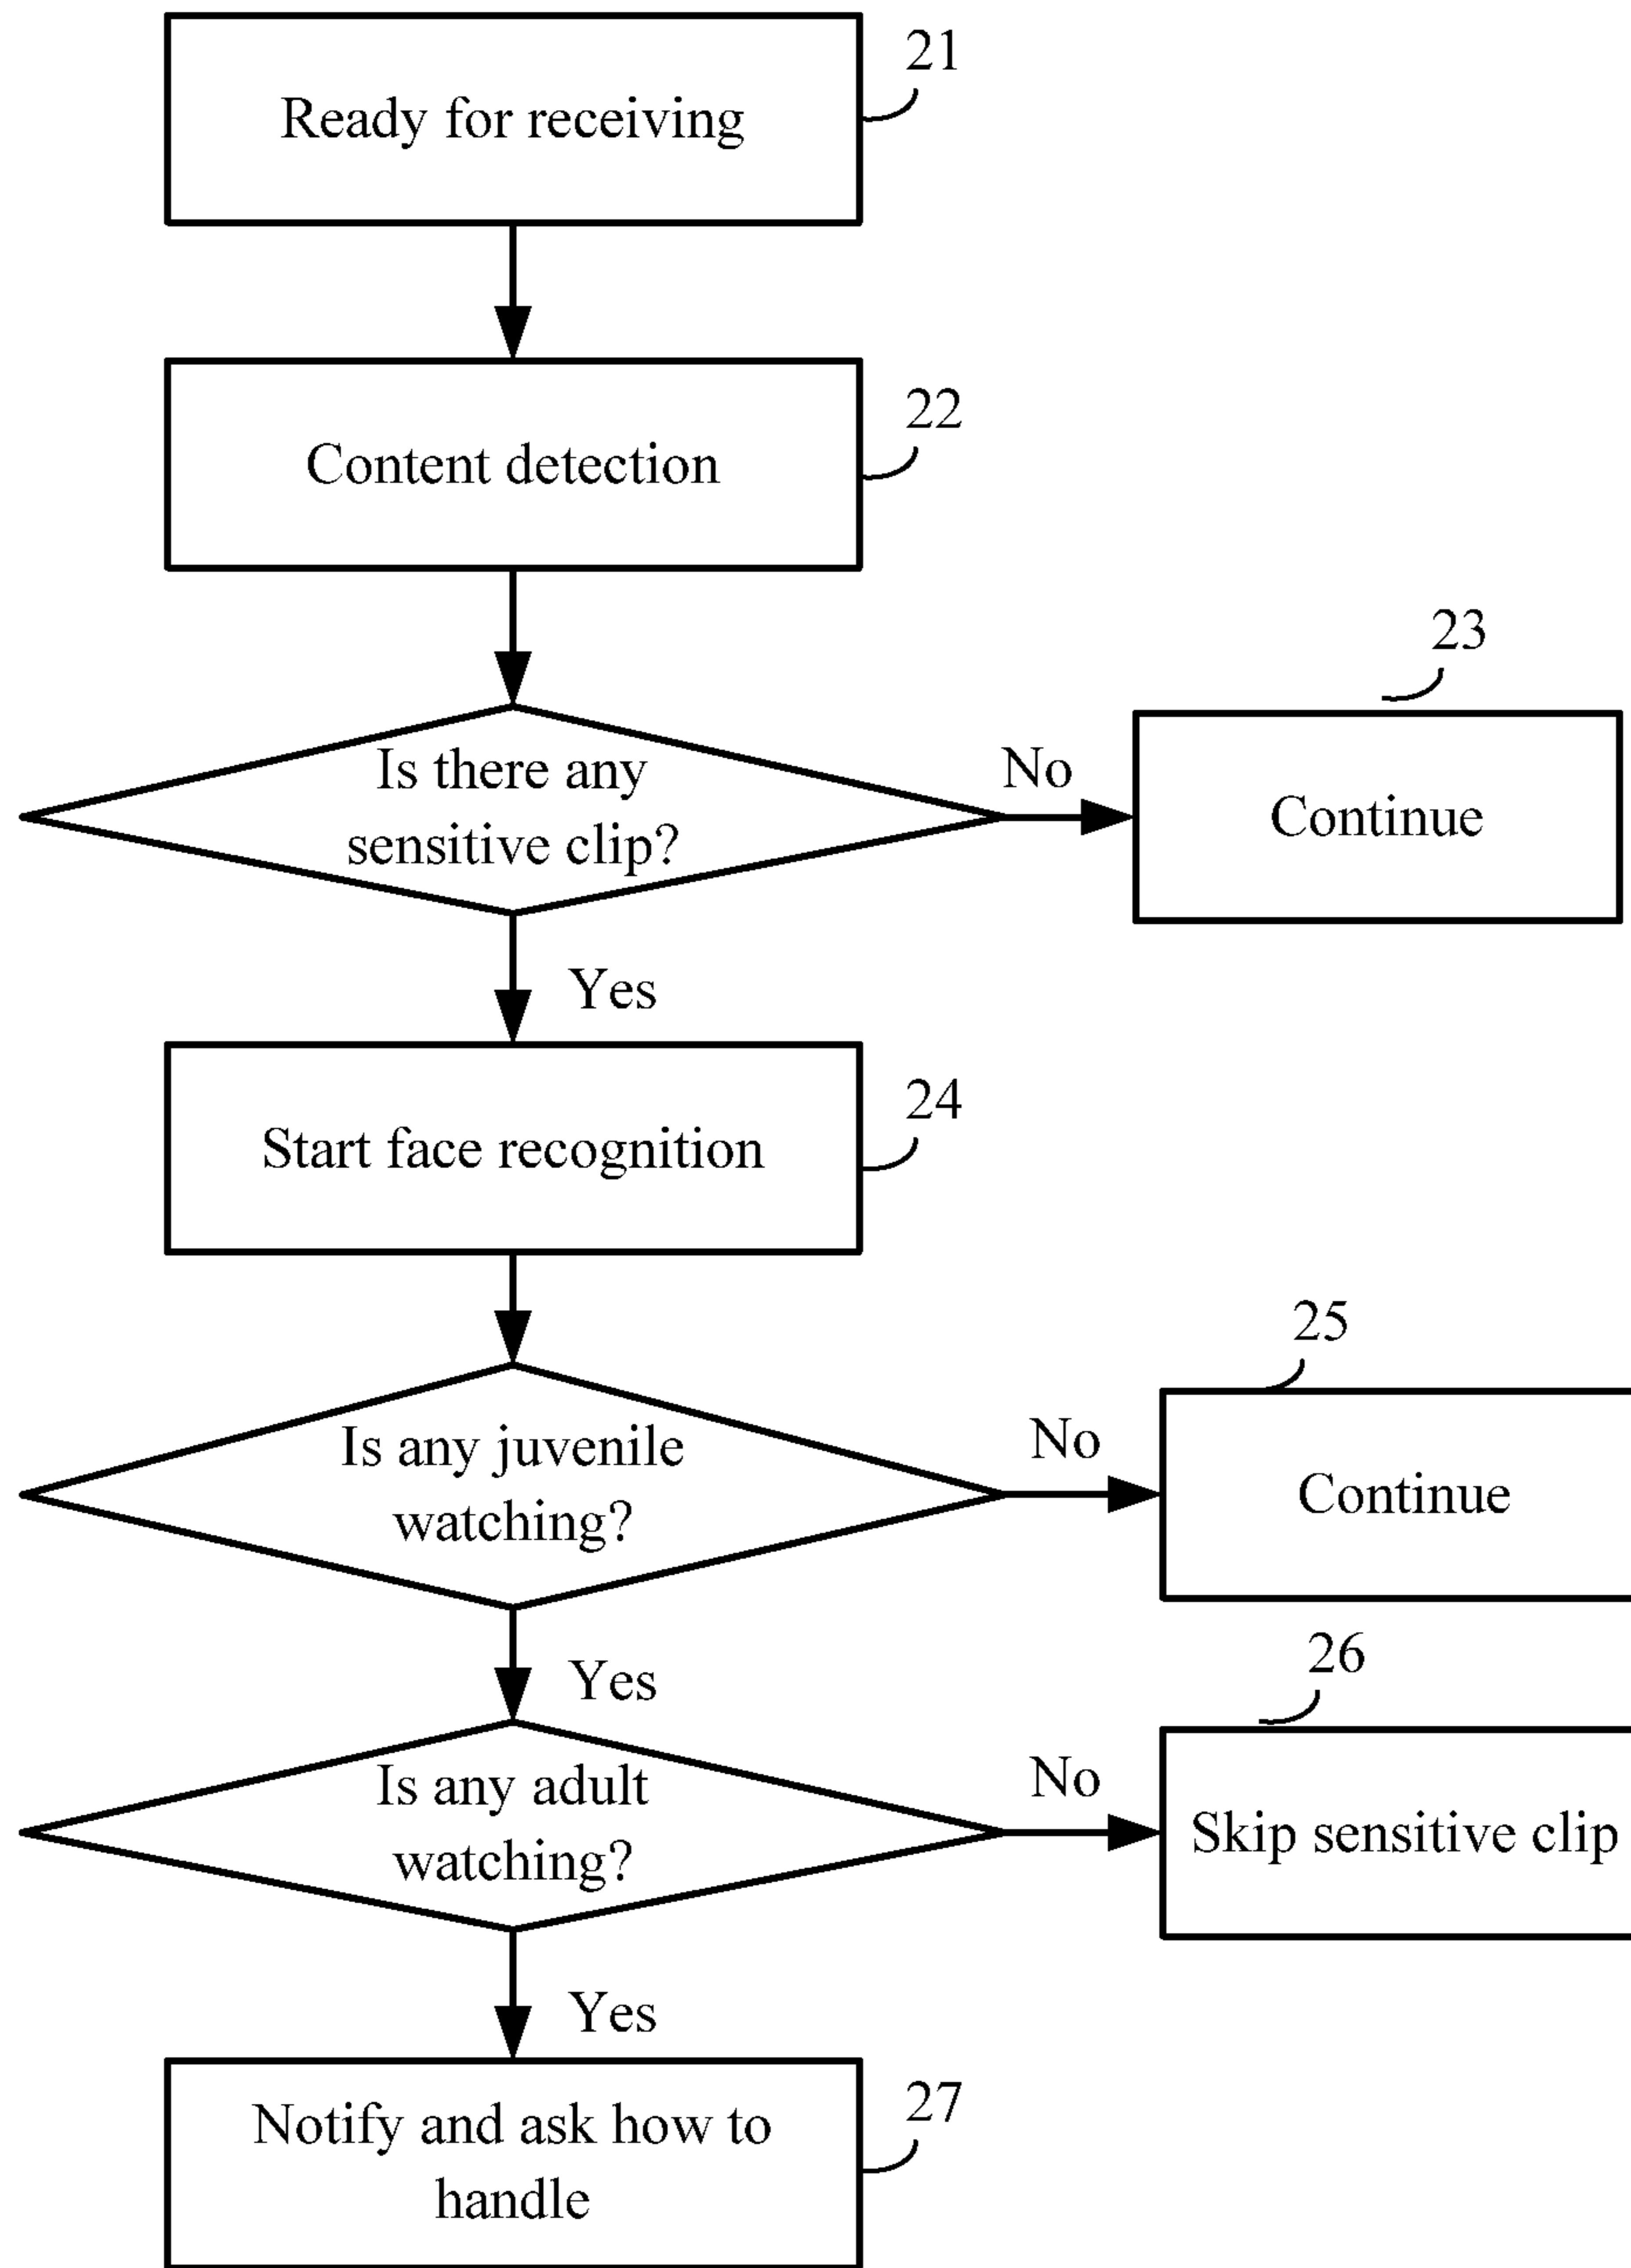 21
Ready for receiving
22
Content detection
23
Is there any
sensitive clip?
No
Continue
Yes
24
Start face recognition
25
Is any juvenile
watching?
No
Continue
Yes
26
Is any adult
watching?
No
Skip sensitive clip
Yes
27
Notify and ask how to
handle